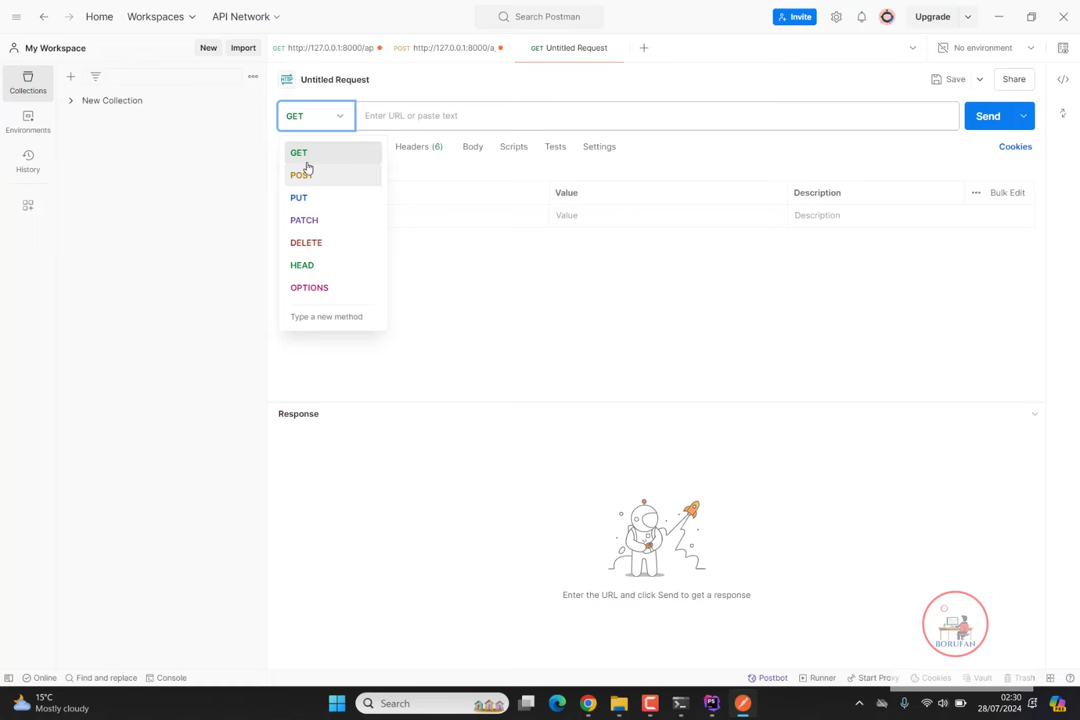 Home Workspaces API Network Search Postman Invite Upgrade
My Workspace New Import GET http://127.0.0.1:8000/ap POST http://127.0.0.1:8000/a GET Untitled Request No environment
Collections
Environments
History
New Collection
HTTP Untitled Request Save Share
GET Enter URL or paste text Send
Headers (6) Body Scripts Tests Settings Cookies
GET
POST
PUT
PATCH
DELETE
HEAD
OPTIONS
Type a new method
Value Description Bulk Edit
Value Description
Response
Enter the URL and click Send to get a response
BORUFAN
Online Find and replace Console Postbot Runner Start Proxy Cookies Vault Trash
15°C
Mostly cloudy
Search
02:30
28/07/2024